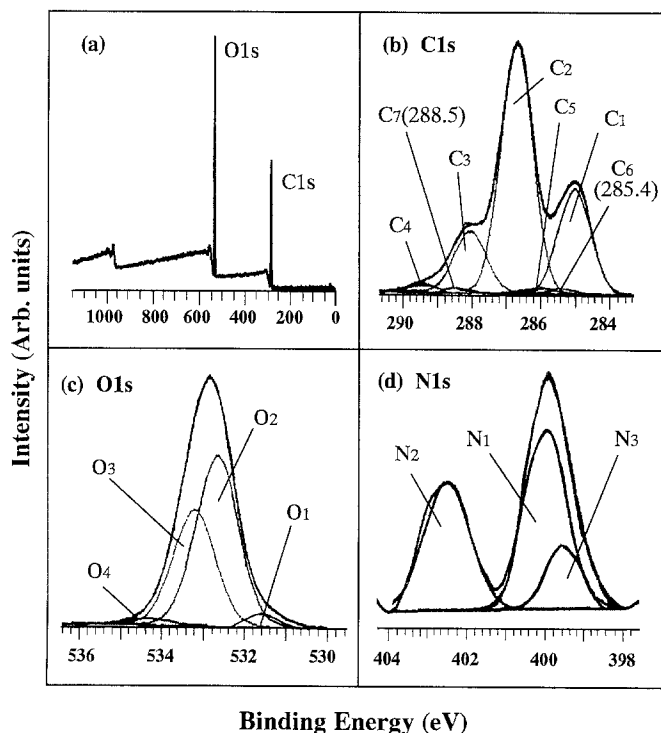 (a)
O1s
C1s
1000 800 600 400 200 0
(b) C1s
C2
C7(288.5)
C5
C1
C3
C6
(285.4)
C4
290 288 286 284
(c) O1s
O2
O3
O1
O4
536 534 532 530
(d) N1s
N2
N1
N3
404 402 400 398
Intensity (Arb. units)
Binding Energy (eV)